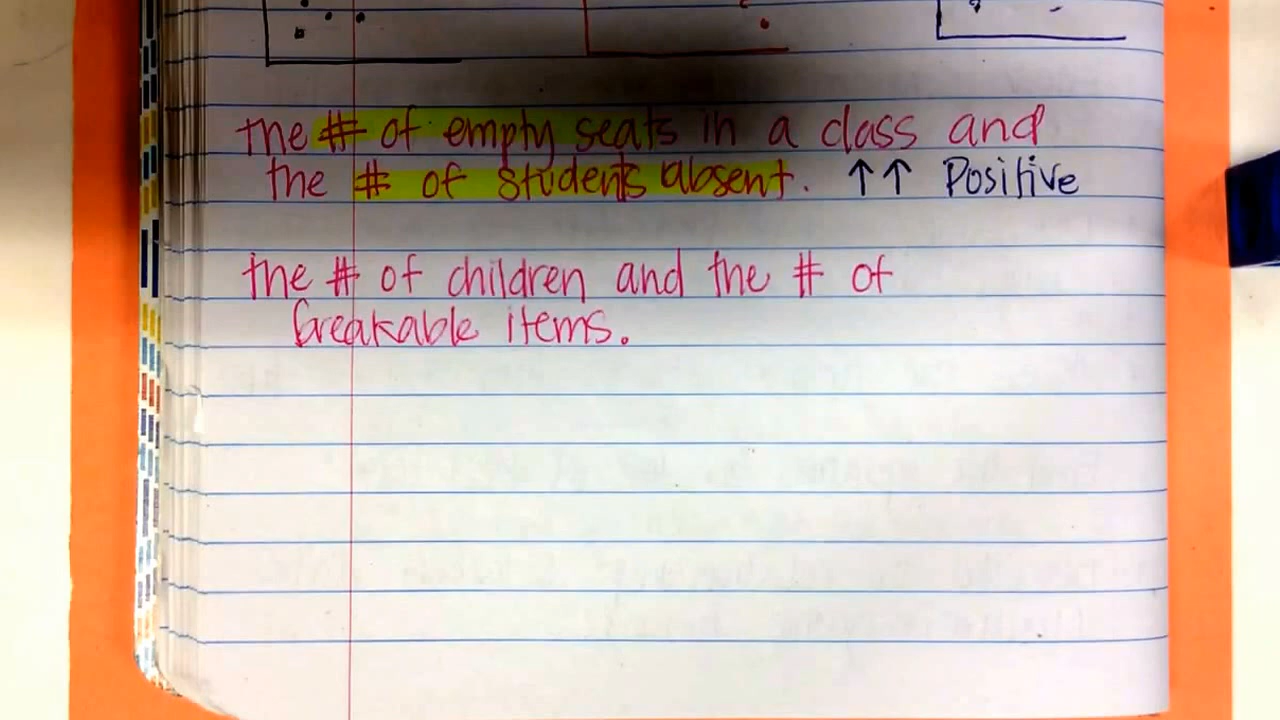 the # of empty seats in a class and
the # of students absent. ↑↑ Positive
the # of children and the # of
breakable items.